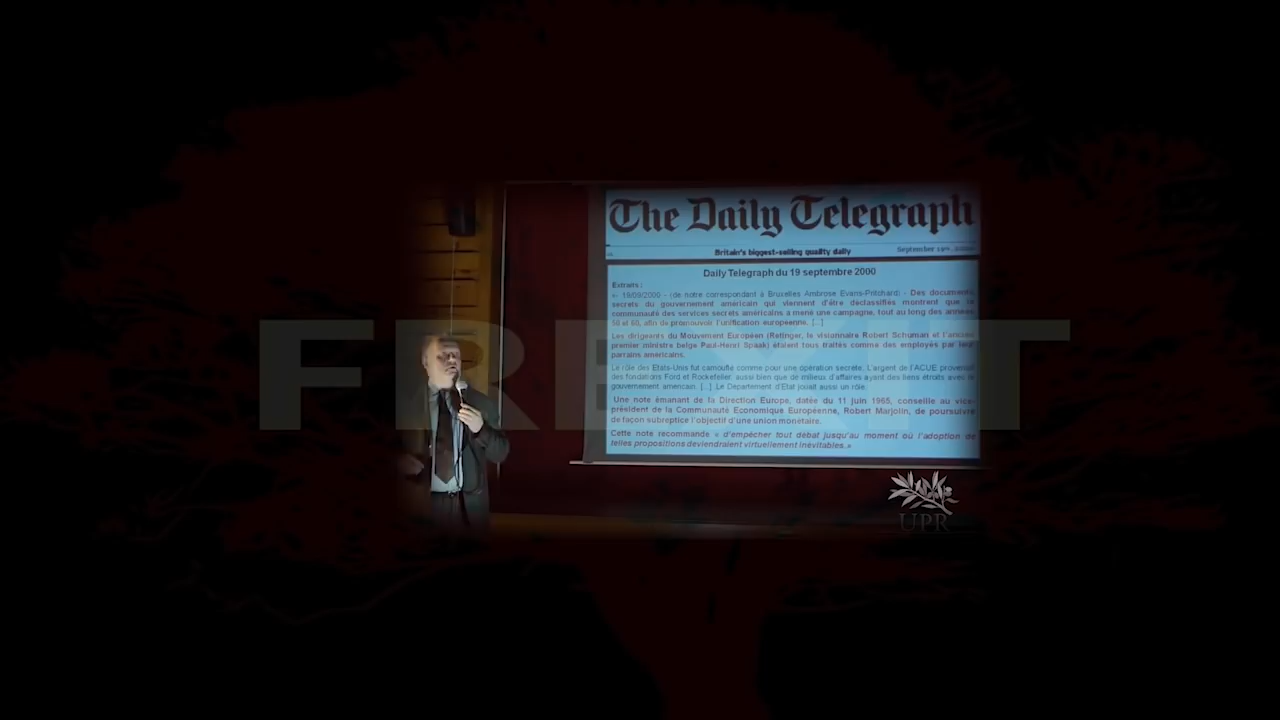 The Daily Telegraph
Britain's biggest-selling quality daily
September 19th, 2000
Daily Telegraph du 19 septembre 2000
Extraits :
«- 19/09/2000 - (de notre correspondant à Bruxelles Ambrose Evans-Pritchard) - Des documents
secrets du gouvernement américain qui viennent d'être déclassifiés montrent que la
communauté des services secrets américains a mené une campagne, tout au long des années
50 et 60, afin de promouvoir l'unification européenne. [...]
Les dirigeants du Mouvement Européen (Retinger, le visionnaire Robert Schuman et l'ancien
premier ministre belge Paul-Henri Spaak) étaient tous traités comme des employés par leur
parrains américains.
Le rôle des Etats-Unis fut camouflé comme pour une opération secrète. L'argent de l'ACUE provenait
des fondations Ford et Rockefeller, aussi bien que de milieux d'affaires ayant des liens étroits avec le
gouvernement américain. [...] Le Département d'Etat jouait aussi un rôle.
Une note émanant de la Direction Europe, datée du 11 juin 1965, conseille au vice-
président de la Communauté Economique Européenne, Robert Marjolin, de poursuivre
de façon subreptice l'objectif d'une union monétaire.
Cette note recommande « d'empêcher tout débat jusqu'au moment où l'adoption de
telles propositions deviendraient virtuellement inévitables.»
FREXIT
UPR